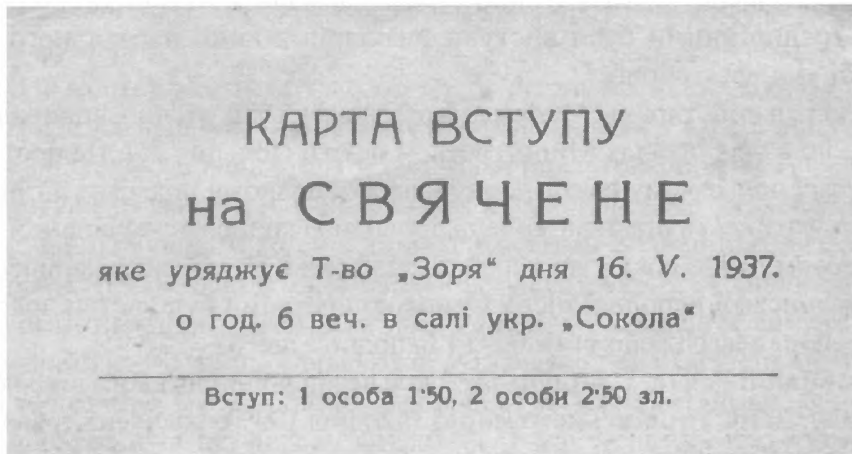 КАРТА ВСТУПУ
на СВЯЧЕНЕ
яке уряджує Т-во „Зоря“ дня 16. V. 1937.
о год. 6 веч. в салі укр. „Сокола“
Вступ: 1 особа 1·50, 2 особи 2·50 зл.